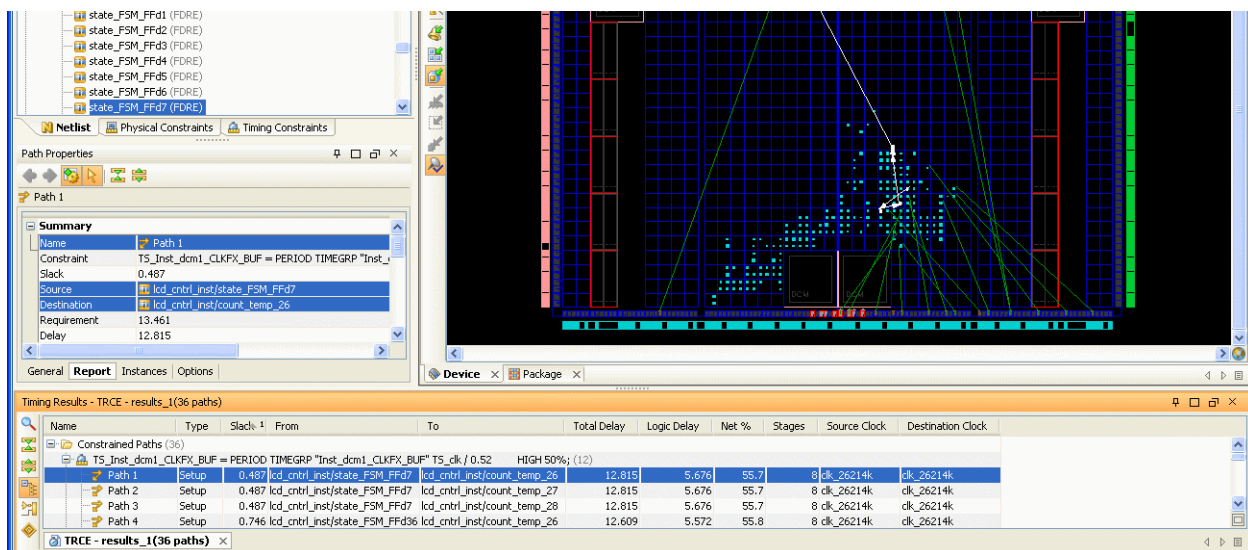 state_FSM_FFd1 (FDRE)
state_FSM_FFd2 (FDRE)
state_FSM_FFd3 (FDRE)
state_FSM_FFd4 (FDRE)
state_FSM_FFd5 (FDRE)
state_FSM_FFd6 (FDRE)
state_FSM_FFd7 (FDRE)
Netlist Physical Constraints Timing Constraints
Path Properties
Path 1
Summary
Name Path 1
Constraint TS_Inst_dcm1_CLKFX_BUF = PERIOD TIMEGRP "Inst_
Slack 0.487
Source lcd_cntrl_inst/state_FSM_FFd7
Destination lcd_cntrl_inst/count_temp_26
Requirement 13.461
Delay 12.815
General Report Instances Options
DCM DCM
Device Package
Timing Results - TRCE - results_1(36 paths)
Name Type Slack 1 From To Total Delay Logic Delay Net % Stages Source Clock Destination Clock
Constrained Paths (36)
TS_Inst_dcm1_CLKFX_BUF = PERIOD TIMEGRP "Inst_dcm1_CLKFX_BUF" TS_clk / 0.52 HIGH 50%; (12)
Path 1 Setup 0.487 lcd_cntrl_inst/state_FSM_FFd7 lcd_cntrl_inst/count_temp_26 12.815 5.676 55.7 8 clk_26214k clk_26214k
Path 2 Setup 0.487 lcd_cntrl_inst/state_FSM_FFd7 lcd_cntrl_inst/count_temp_27 12.815 5.676 55.7 8 clk_26214k clk_26214k
Path 3 Setup 0.487 lcd_cntrl_inst/state_FSM_FFd7 lcd_cntrl_inst/count_temp_28 12.815 5.676 55.7 8 clk_26214k clk_26214k
Path 4 Setup 0.746 lcd_cntrl_inst/state_FSM_FFd36 lcd_cntrl_inst/count_temp_26 12.609 5.572 55.8 8 clk_26214k clk_26214k
TRCE - results_1(36 paths)